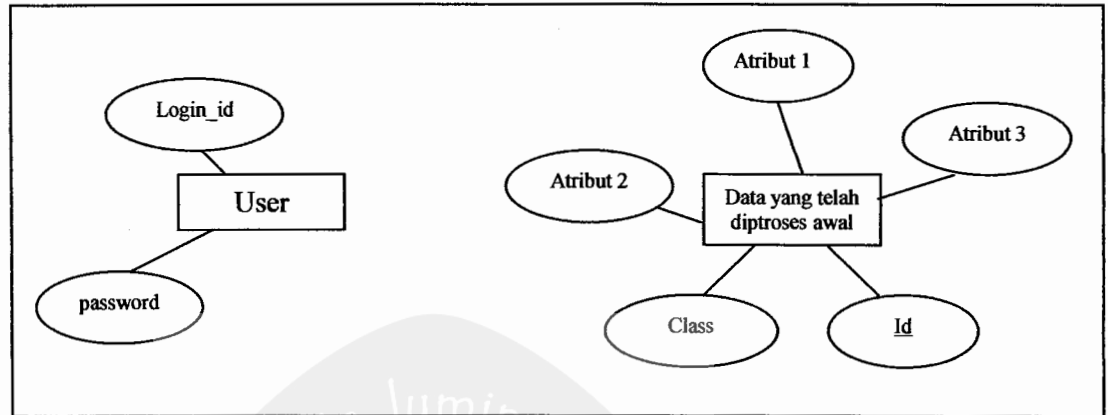 Atribut 1
Login_id
Atribut 3
Atribut 2
User
Data yang telah
diptroses awal
password
Class
Id